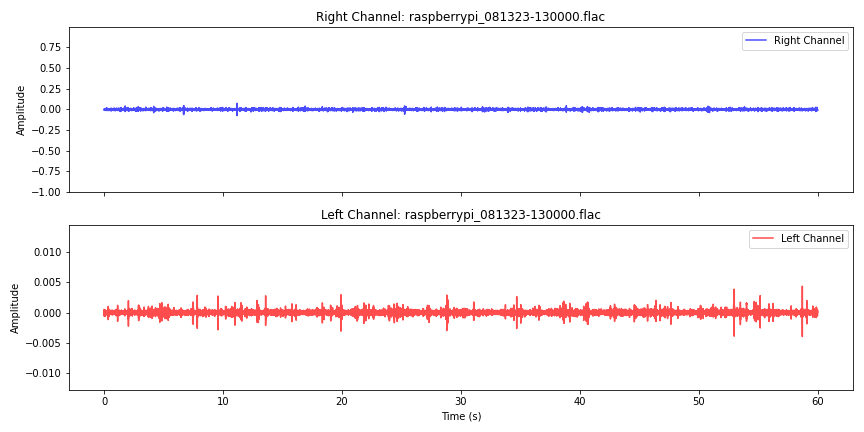 Right Channel: raspberrypi_081323-130000.flac
Right Channel
Amplitude
0.75
0.50
0.25
0.00
−0.25
−0.50
−0.75
−1.00
Left Channel: raspberrypi_081323-130000.flac
Left Channel
Amplitude
0.010
0.005
0.000
−0.005
−0.010
0 10 20 30 40 50 60
Time (s)